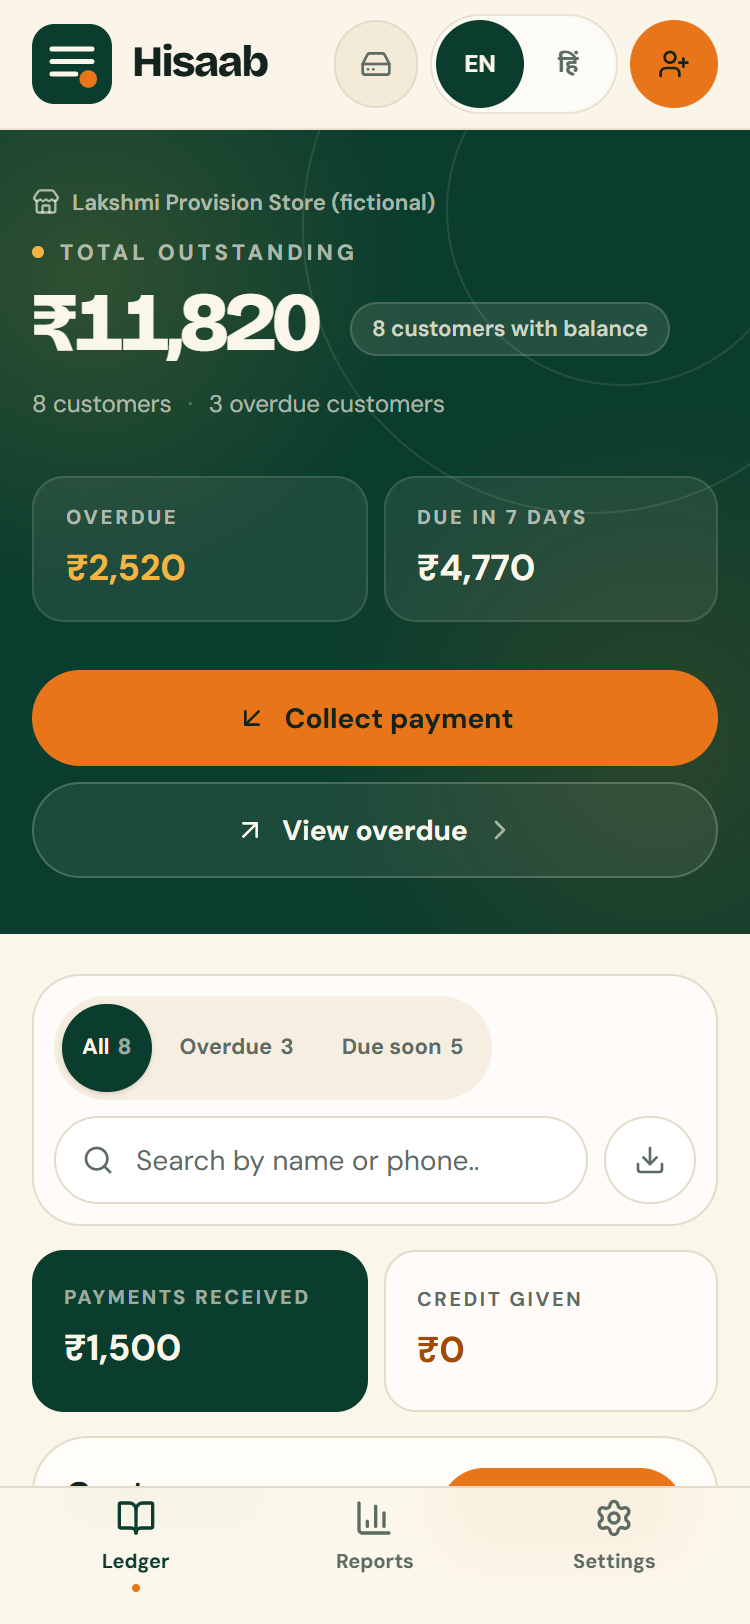 Hisaab
EN
हिं
Lakshmi Provision Store (fictional)
TOTAL OUTSTANDING
₹11,820
8 customers with balance
8 customers · 3 overdue customers
OVERDUE
₹2,520
DUE IN 7 DAYS
₹4,770
Collect payment
View overdue
All 8
Overdue 3
Due soon 5
Search by name or phone..
PAYMENTS RECEIVED
₹1,500
CREDIT GIVEN
₹0
Ledger
Reports
Settings